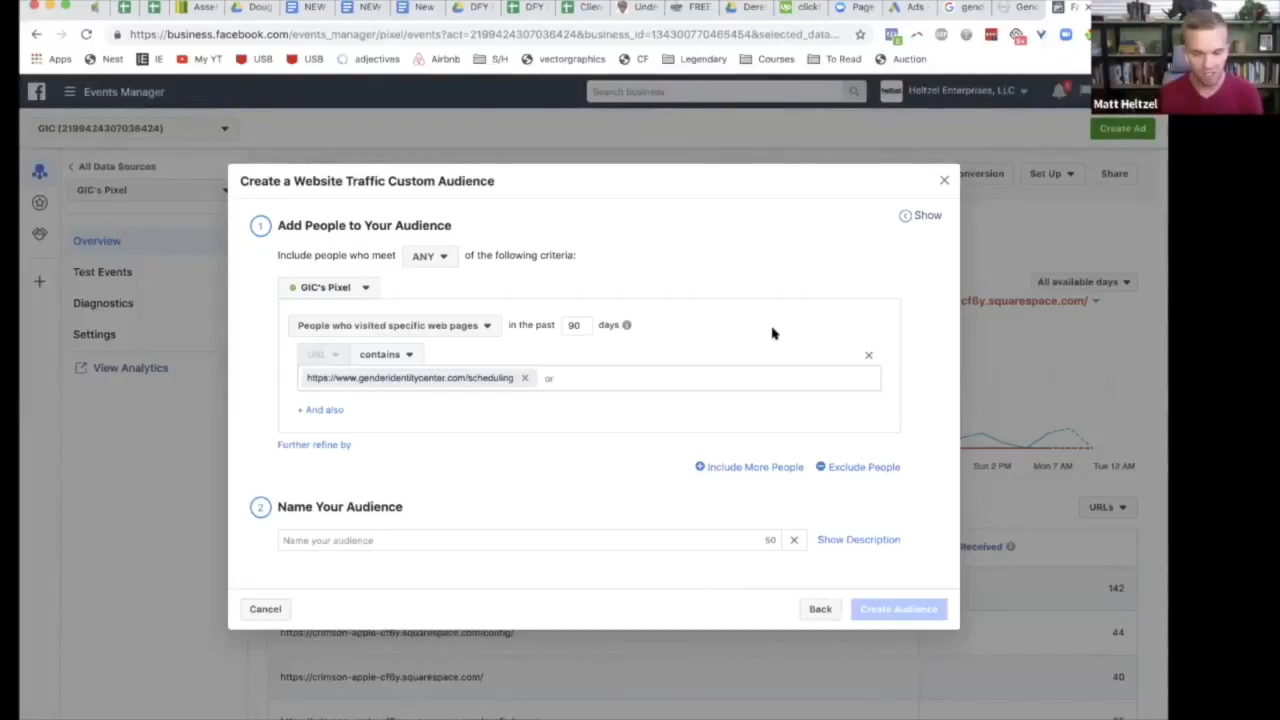 Asset
Doug
NEW
NEW
New
DFY
DFY
Clien
Unde
FREE
Dere
click
Page
Ads
gend
Genc
Fa
https://business.facebook.com/events_manager/pixel/events?act=2199424307036424&business_id=134300770465454&selected_data...
Apps
Nest
IE
My YT
USB
USB
adjectives
Airbnb
S/H
vectorgraphics
CF
Legendary
Courses
To Read
Auction
Matt Heltzel
Events Manager
Search business
Heltzel Enterprises, LLC
GIC (2199424307036424)
Create Ad
All Data Sources
GIC's Pixel
onversion
Set Up
Share
Create a Website Traffic Custom Audience
1
Add People to Your Audience
Show
Overview
Include people who meet ANY of the following criteria:
Test Events
GIC's Pixel
All available days
Diagnostics
cf6y.squarespace.com/
People who visited specific web pages in the past 90 days
Settings
URL contains
View Analytics
https://www.genderidentitycenter.com/scheduling or
+ And also
Further refine by
Include More People
Exclude People
Sun 2 PM
Mon 7 AM
Tue 12 AM
2
Name Your Audience
URLs
Name your audience
50
Show Description
Received
142
Cancel
Back
Create Audience
https://crimson-apple-cf6y.squarespace.com/config/
44
https://crimson-apple-cf6y.squarespace.com/
40